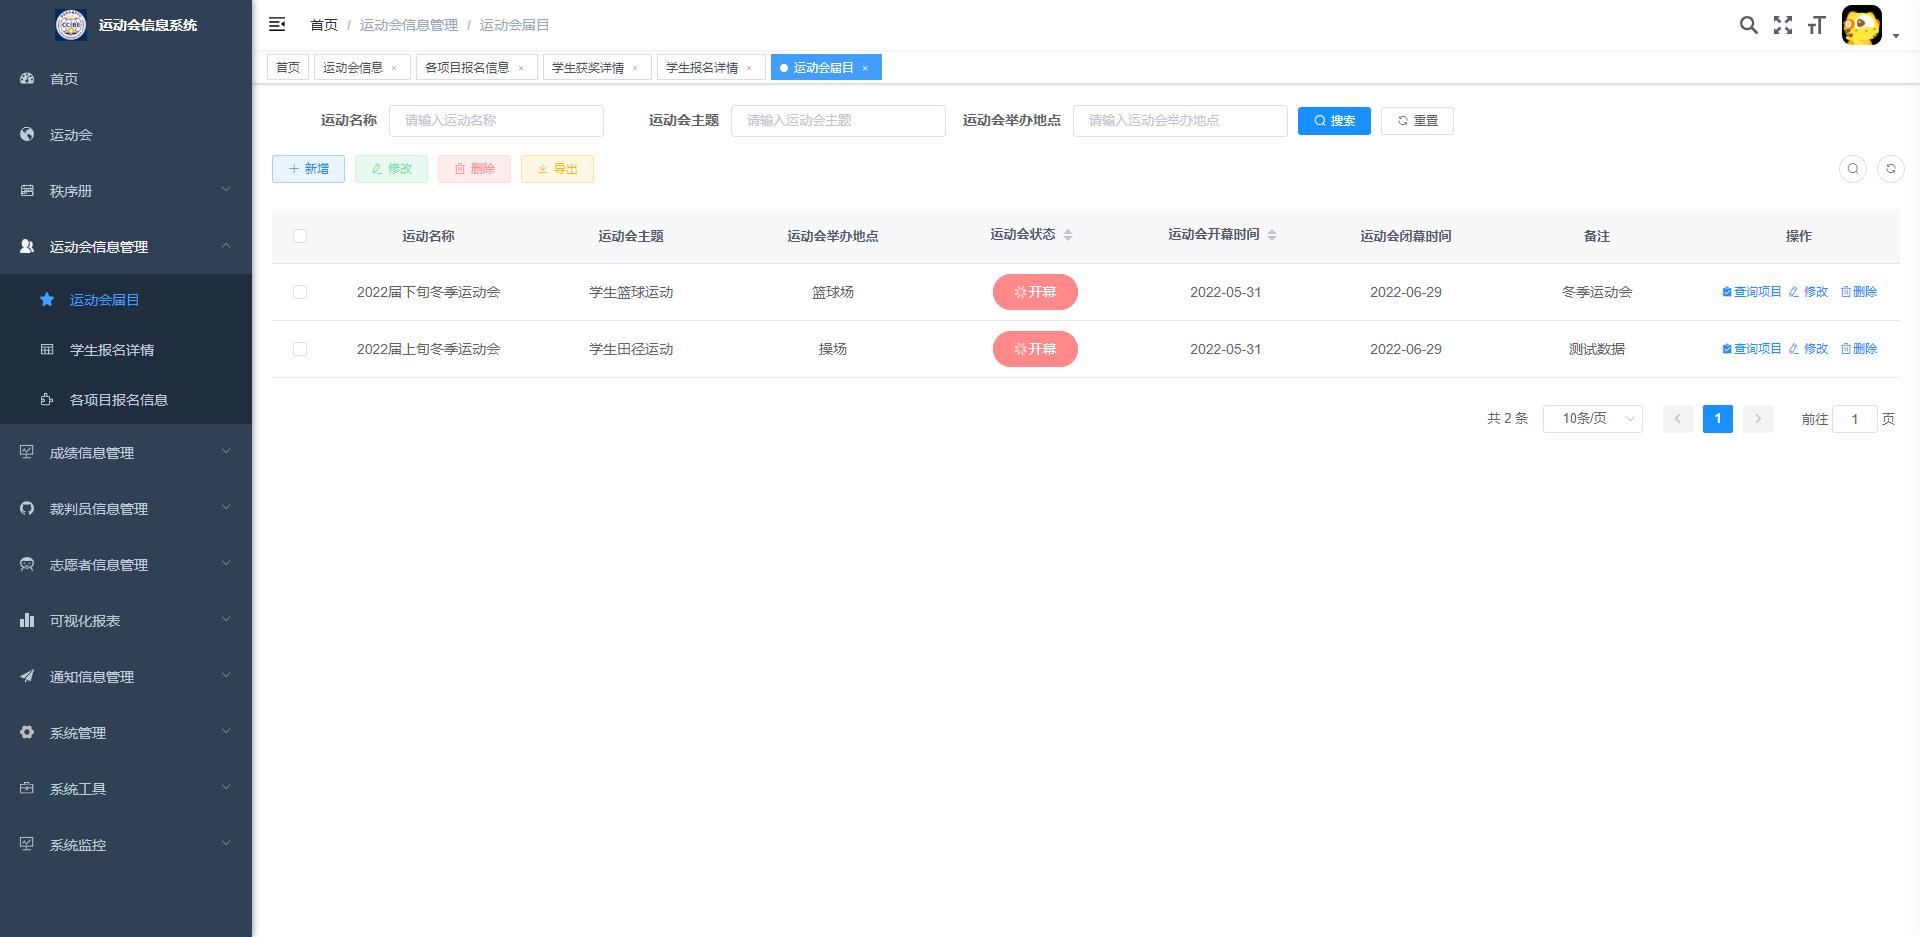 运动会信息系统
首页
运动会
秩序册
运动会信息管理
运动会届目
学生报名详情
各项目报名信息
成绩信息管理
裁判员信息管理
志愿者信息管理
可视化报表
通知信息管理
系统管理
系统工具
系统监控
首页 / 运动会信息管理 / 运动会届目
首页 运动会信息 × 各项目报名信息 × 学生获奖详情 × 学生报名详情 × 运动会届目 ×
运动名称 请输入运动名称 运动会主题 请输入运动会主题 运动会举办地点 请输入运动会举办地点 搜索 重置
新增 修改 删除 导出
运动名称 运动会主题 运动会举办地点 运动会状态 运动会开幕时间 运动会闭幕时间 备注 操作
2022届下旬冬季运动会 学生篮球运动 篮球场 开幕 2022-05-31 2022-06-29 冬季运动会 查询项目 修改 删除
2022届上旬冬季运动会 学生田径运动 操场 开幕 2022-05-31 2022-06-29 测试数据 查询项目 修改 删除
共 2 条 10条/页 1 前往 1 页